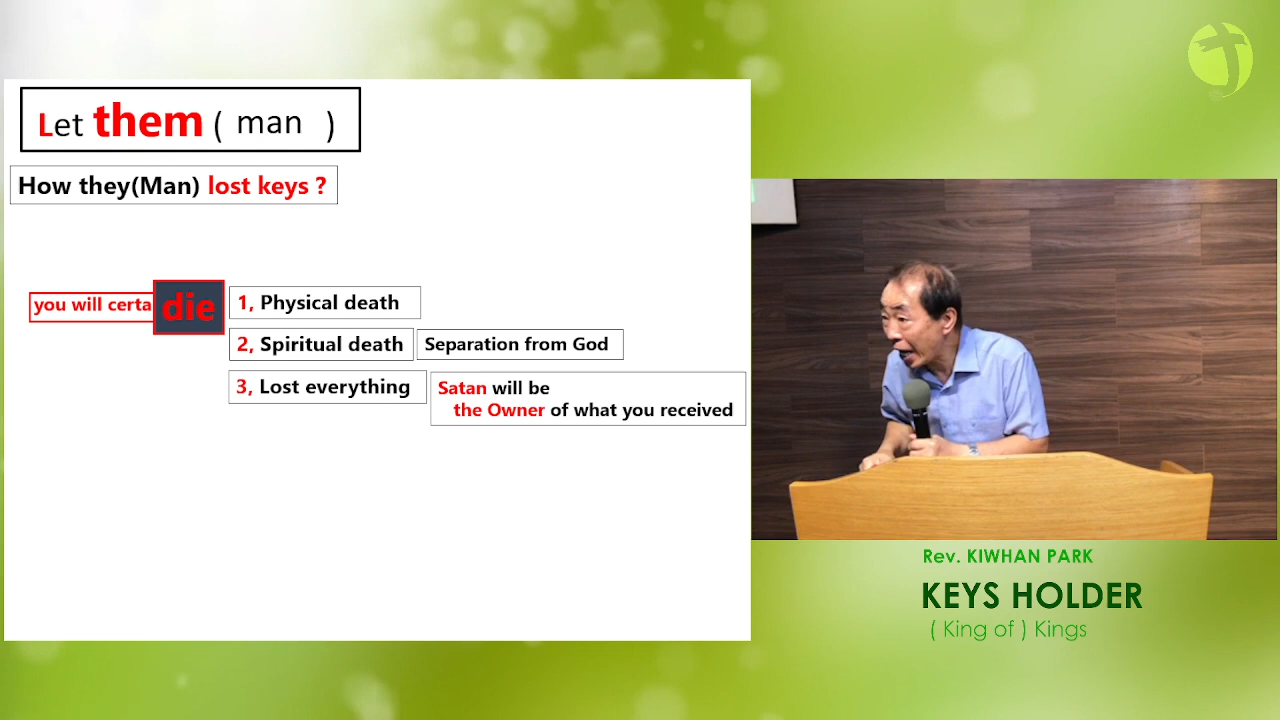 Let them ( man )
How they(Man) lost keys ?
you will certa die
1, Physical death
2, Spiritual death Separation from God
3, Lost everything
Satan will be
the Owner of what you received
Rev. KIWHAN PARK
KEYS HOLDER
( King of ) Kings